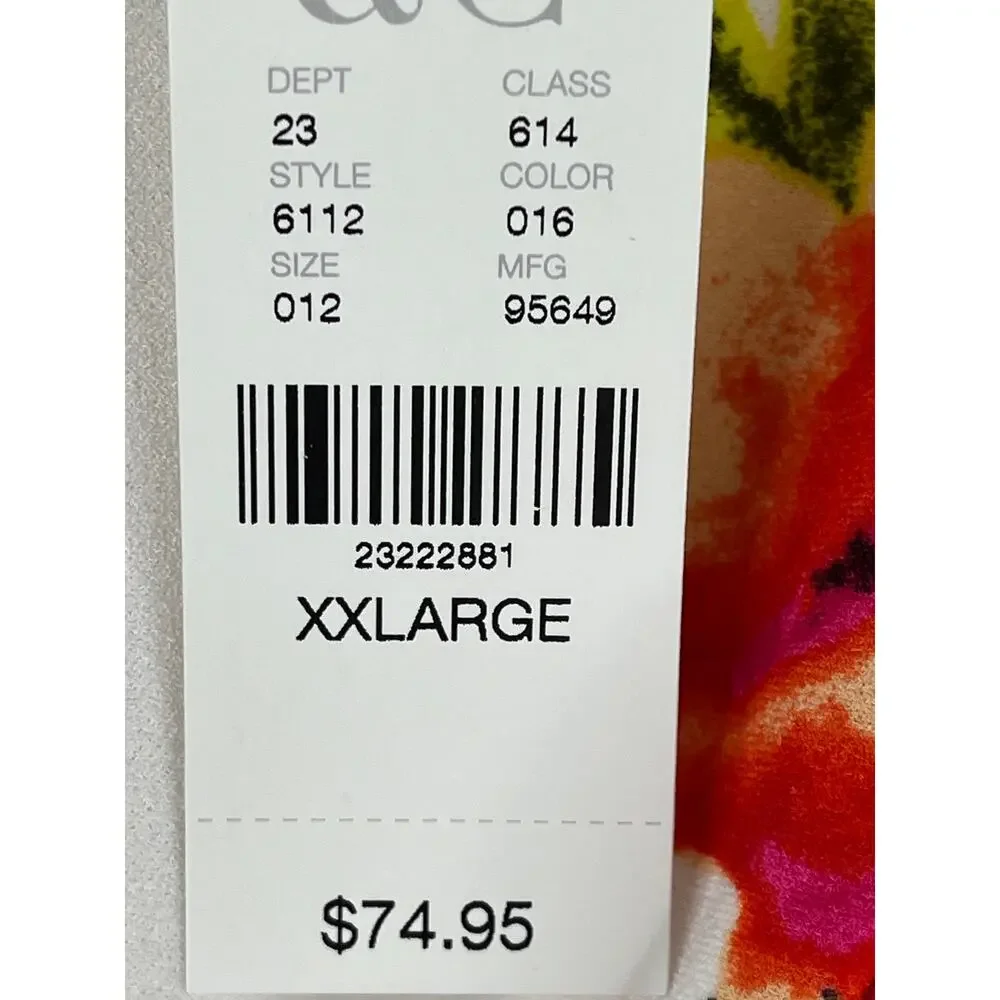 DEPT CLASS
23 614
STYLE COLOR
6112 016
SIZE MFG
012 95649
23222881
XXLARGE
$74.95